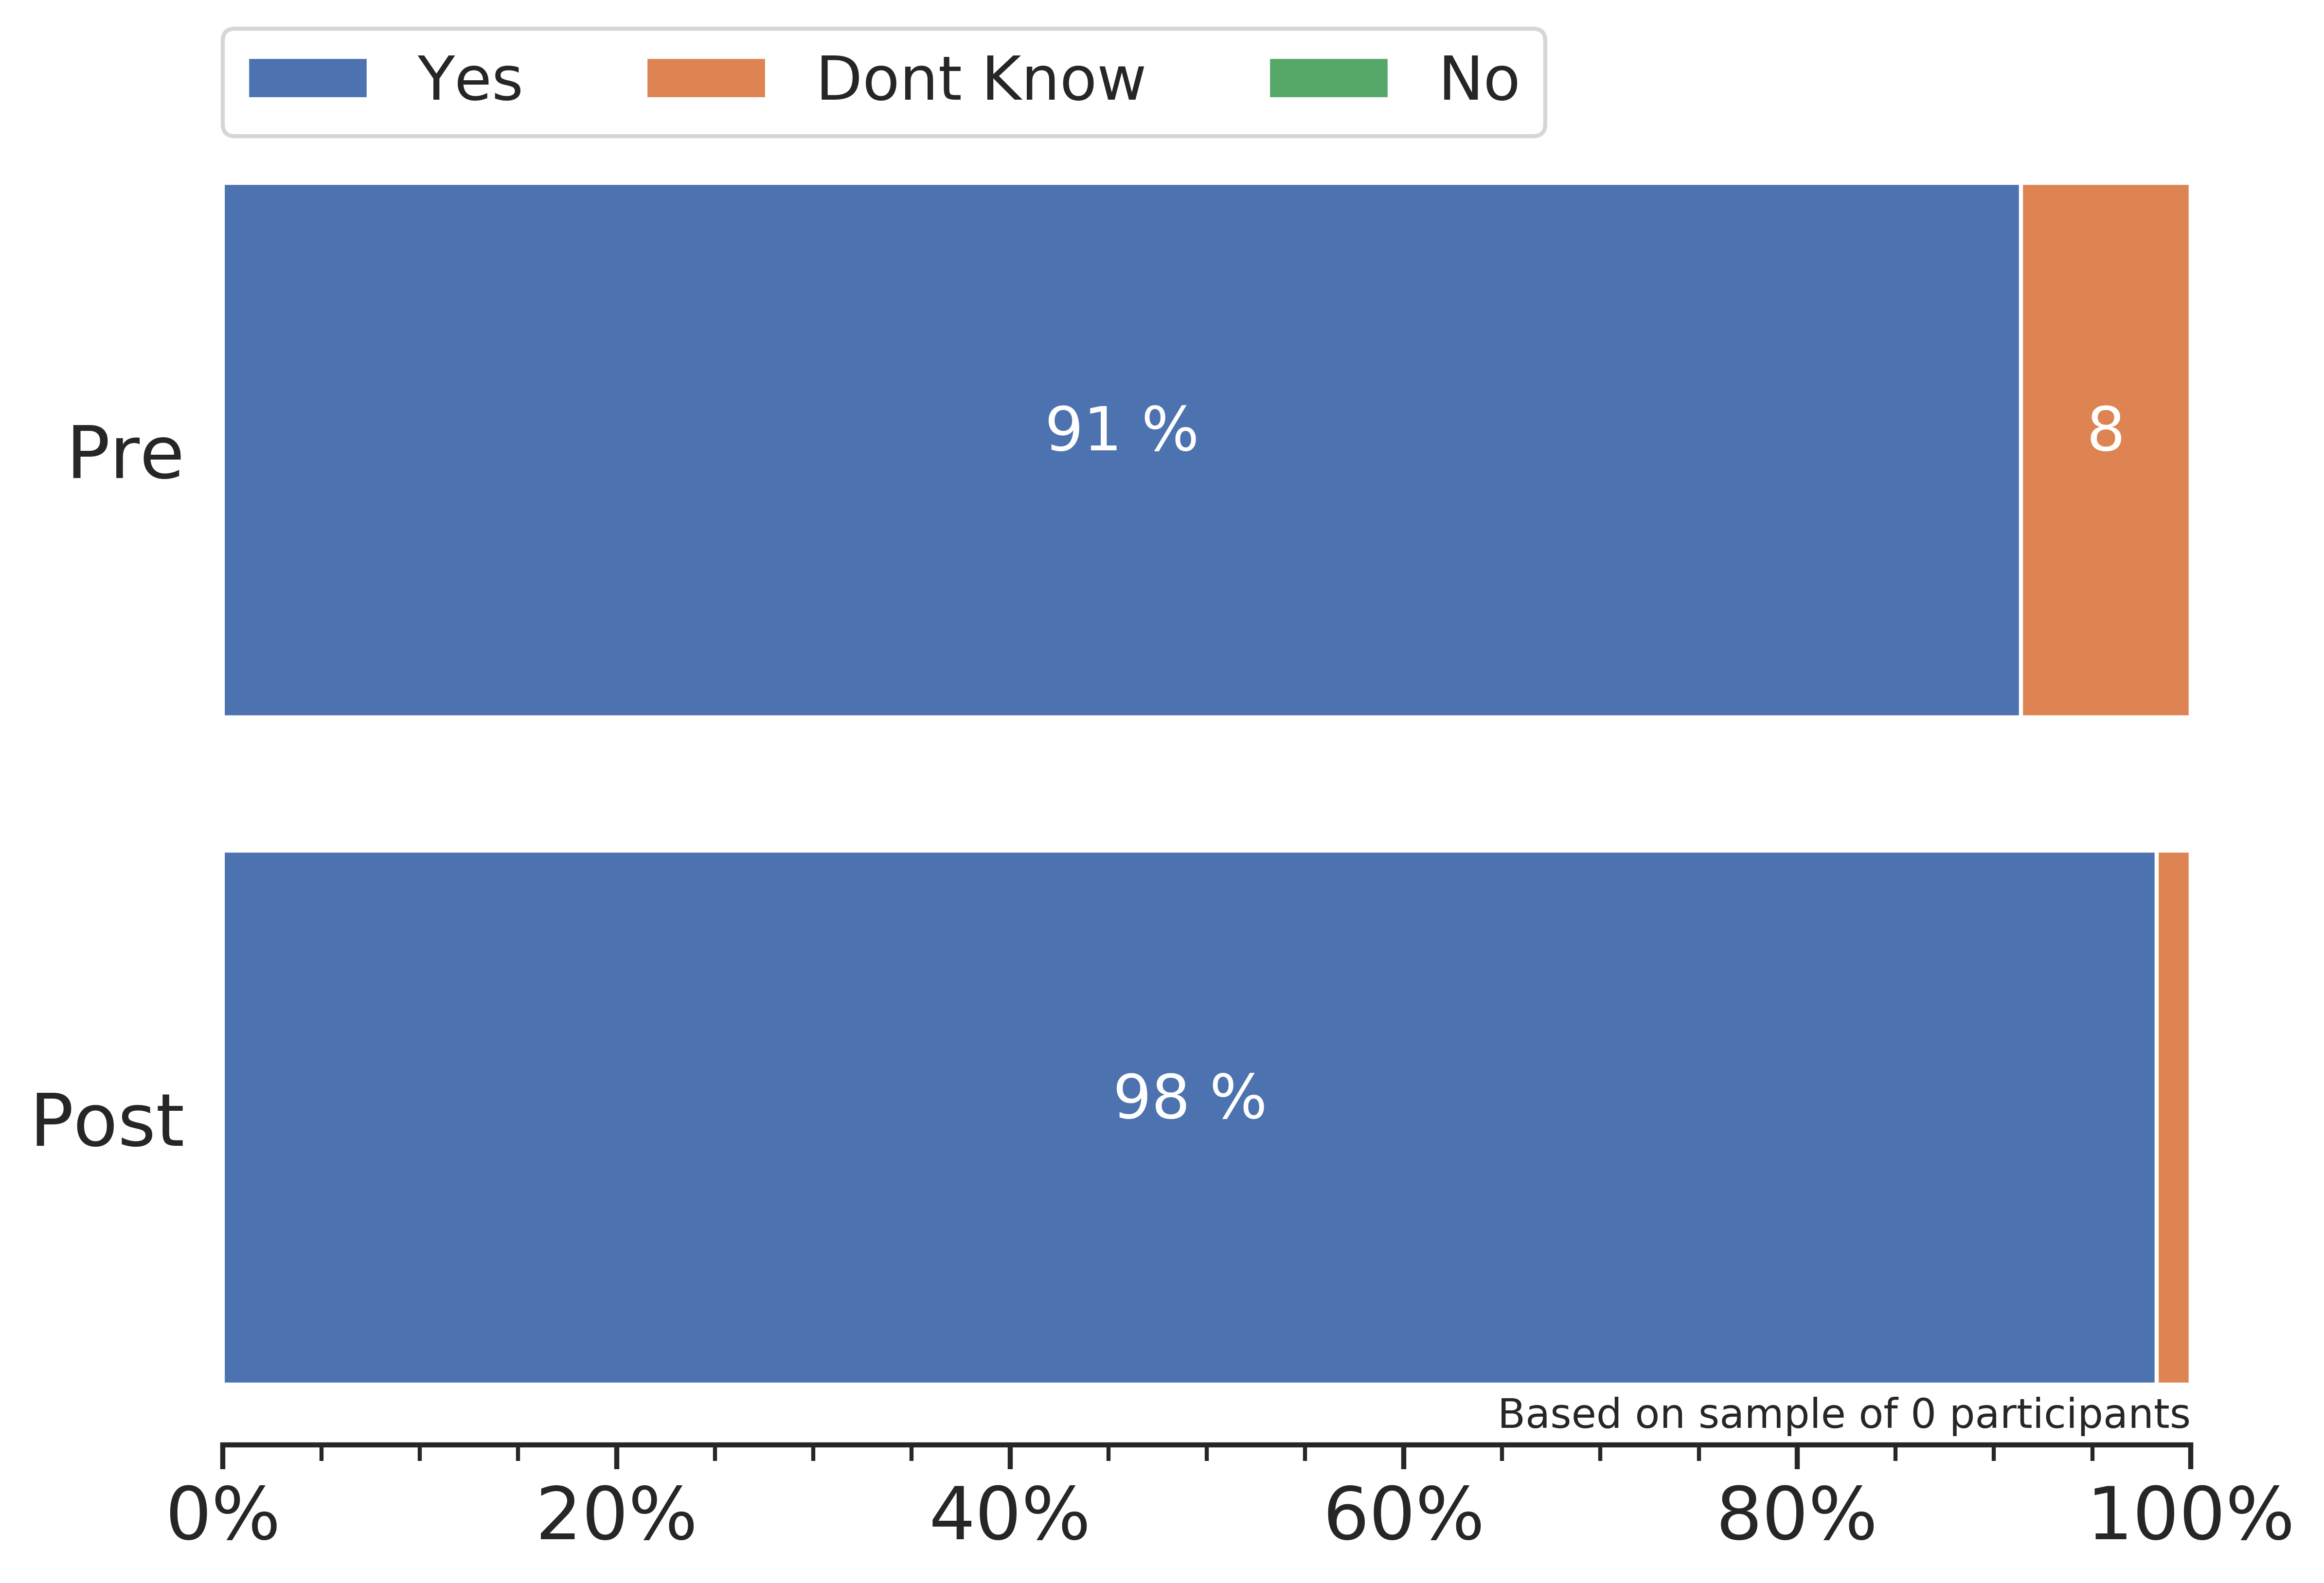 Yes Dont Know No
Pre 91 % 8
Post 98 %
Based on sample of 0 participants
0% 20% 40% 60% 80% 100%